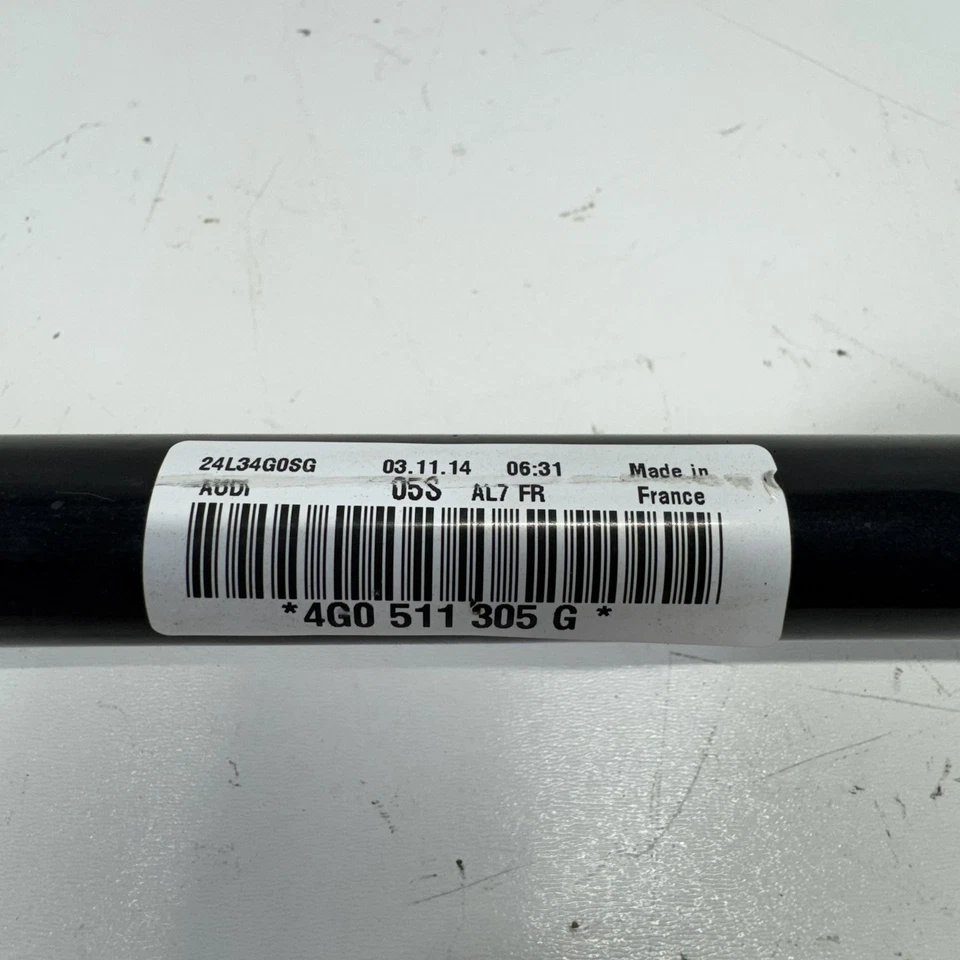 24L34G0SG 03.11.14 06:31 Made in
AUDI 05S AL7 FR France
*4G0 511 305 G *